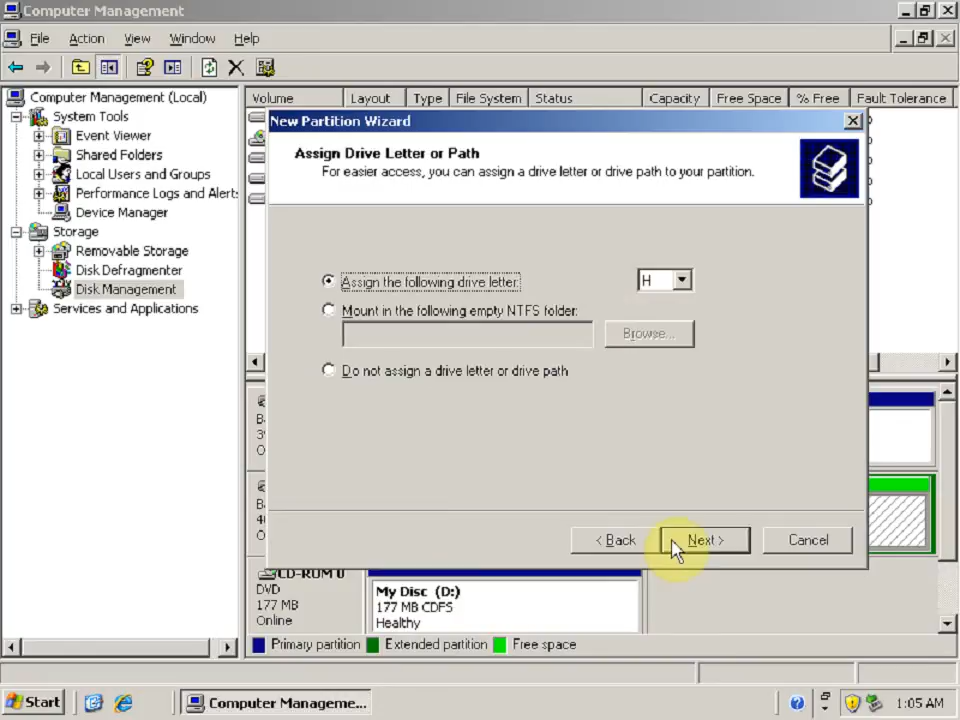 Computer Management
File Action View Window Help
Computer Management (Local)
System Tools
Event Viewer
Shared Folders
Local Users and Groups
Performance Logs and Alert:
Device Manager
Storage
Removable Storage
Disk Defragmenter
Disk Management
Services and Applications
Volume Layout Type File System Status Capacity Free Space % Free Fault Tolerance
New Partition Wizard
Assign Drive Letter or Path
For easier access, you can assign a drive letter or drive path to your partition.
Assign the following drive letter: H
Mount in the following empty NTFS folder:
Browse...
Do not assign a drive letter or drive path
< Back Next > Cancel
CD-ROM 0
DVD
177 MB
Online
My Disc (D:)
177 MB CDFS
Healthy
Primary partition Extended partition Free space
Start Computer Manageme... 1:05 AM